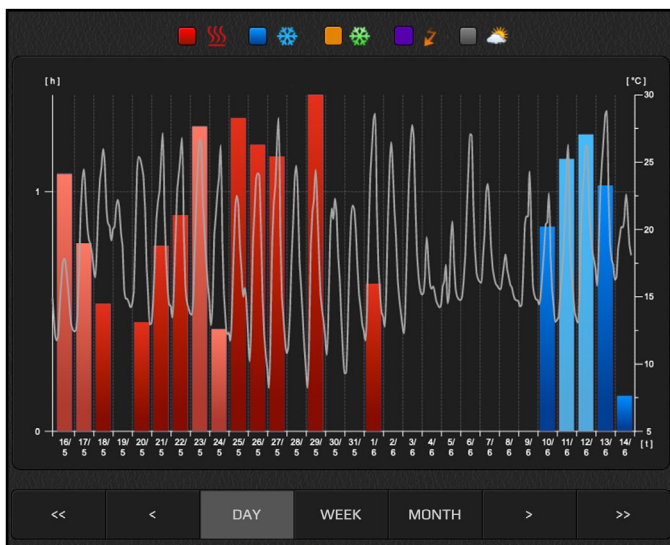 [ h ] [ °C ]
30
25
1
20
15
10
0 5
16/ 17/ 18/ 19/ 20/ 21/ 22/ 23/ 24/ 25/ 26/ 27/ 28/ 29/ 30/ 31/ 1/ 2/ 3/ 4/ 5/ 6/ 7/ 8/ 9/ 10/ 11/ 12/ 13/ 14/ [ t ]
5 5 5 5 5 5 5 5 5 5 5 5 5 5 5 5 6 6 6 6 6 6 6 6 6 6 6 6 6 6
<< < DAY WEEK MONTH > >>